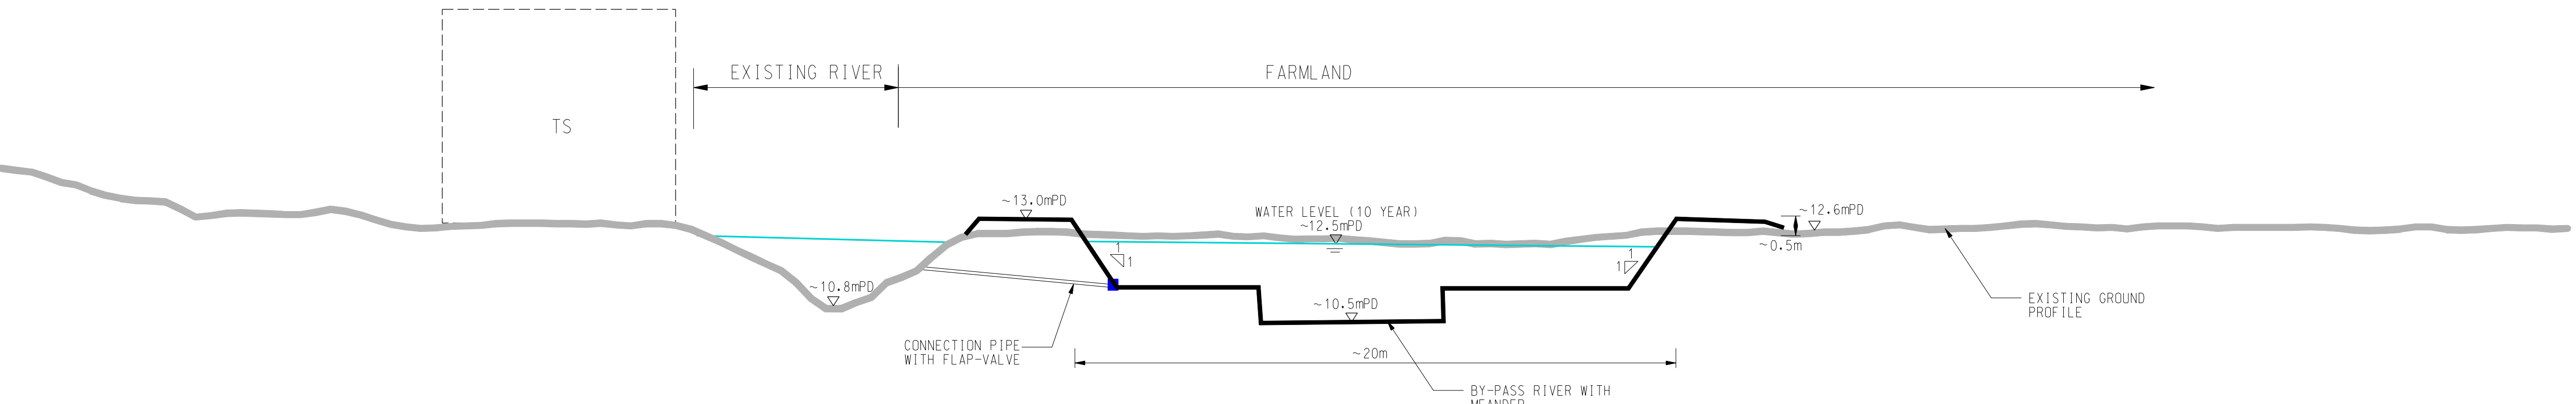 EXISTING RIVER
FARMLAND
TS
~13.0mPD
WATER LEVEL (10 YEAR)
~12.5mPD
~12.6mPD
~0.5m
1
1
1
1
~10.8mPD
~10.5mPD
EXISTING GROUND
PROFILE
CONNECTION PIPE
WITH FLAP-VALVE
~20m
BY-PASS RIVER WITH
MEANDER